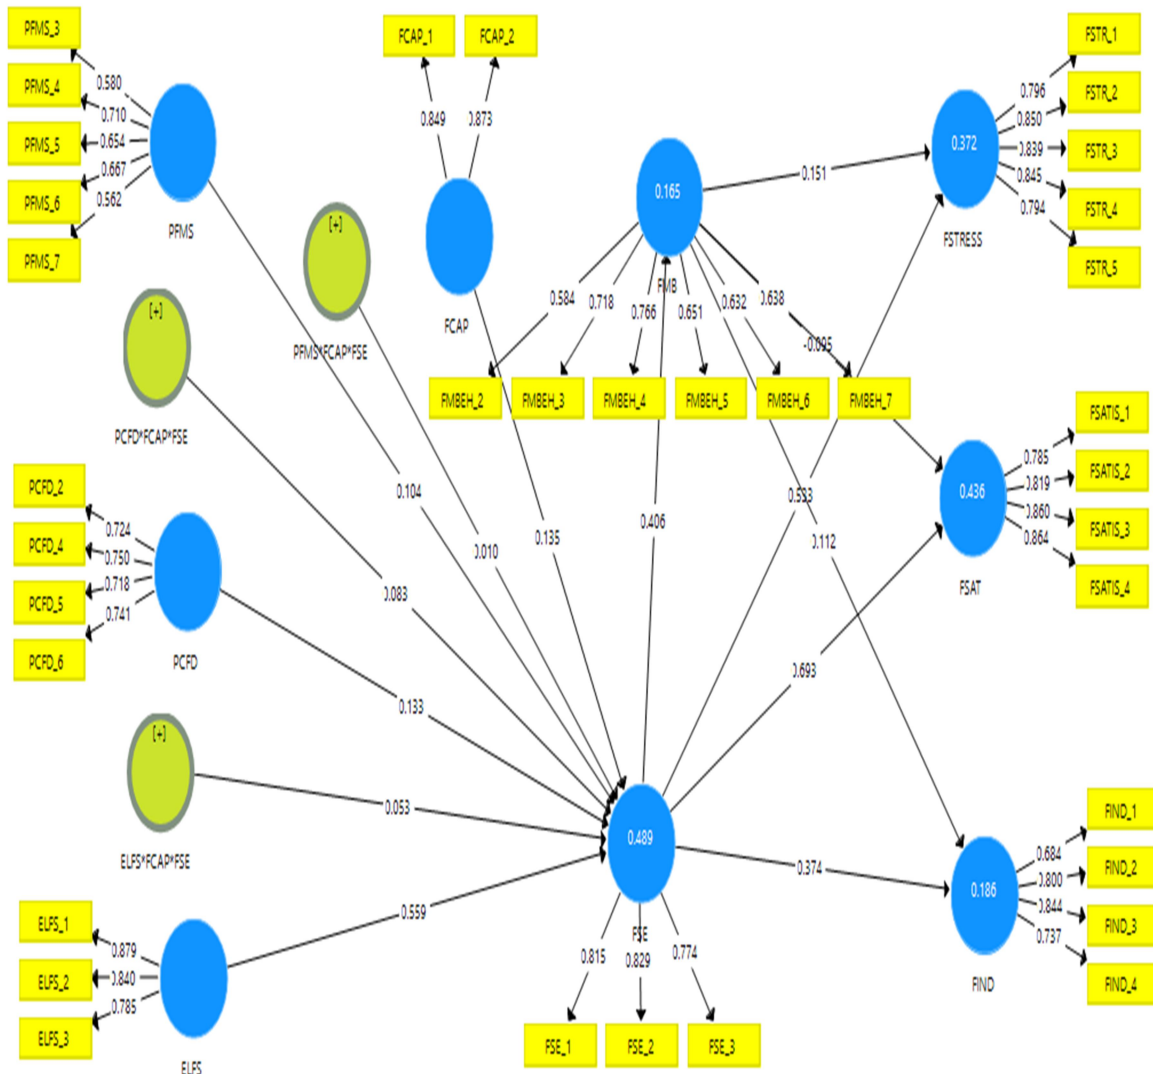 PFMS_3
PFMS_4
PFMS_5
PFMS_6
PFMS_7
0.580
0.710
0.654
0.667
0.562
PFMS
FCAP_1
FCAP_2
0.849
0.873
FCAP
[+]
PFMS*FCAP*FSE
[+]
PCFD*FCAP*FSE
0.165
FMB
0.584
0.718
0.766
0.651
0.632
0.638
-0.095
FMBEH_2
FMBEH_3
FMBEH_4
FMBEH_5
FMBEH_6
FMBEH_7
0.151
0.372
FSTRESS
0.796
0.850
0.839
0.845
0.794
FSTR_1
FSTR_2
FSTR_3
FSTR_4
FSTR_5
0.436
FSAT
0.785
0.819
0.860
0.864
FSATIS_1
FSATIS_2
FSATIS_3
FSATIS_4
PCFD_2
PCFD_4
PCFD_5
PCFD_6
0.724
0.750
0.718
0.741
PCFD
0.104
0.010
0.135
0.083
0.406
0.533
0.112
0.133
0.693
[+]
ELFS*FCAP*FSE
0.053
0.559
0.489
FSE
0.374
0.815
0.829
0.774
FSE_1
FSE_2
FSE_3
ELFS_1
ELFS_2
ELFS_3
0.879
0.840
0.785
ELFS
0.186
FIND
0.684
0.800
0.844
0.737
FIND_1
FIND_2
FIND_3
FIND_4